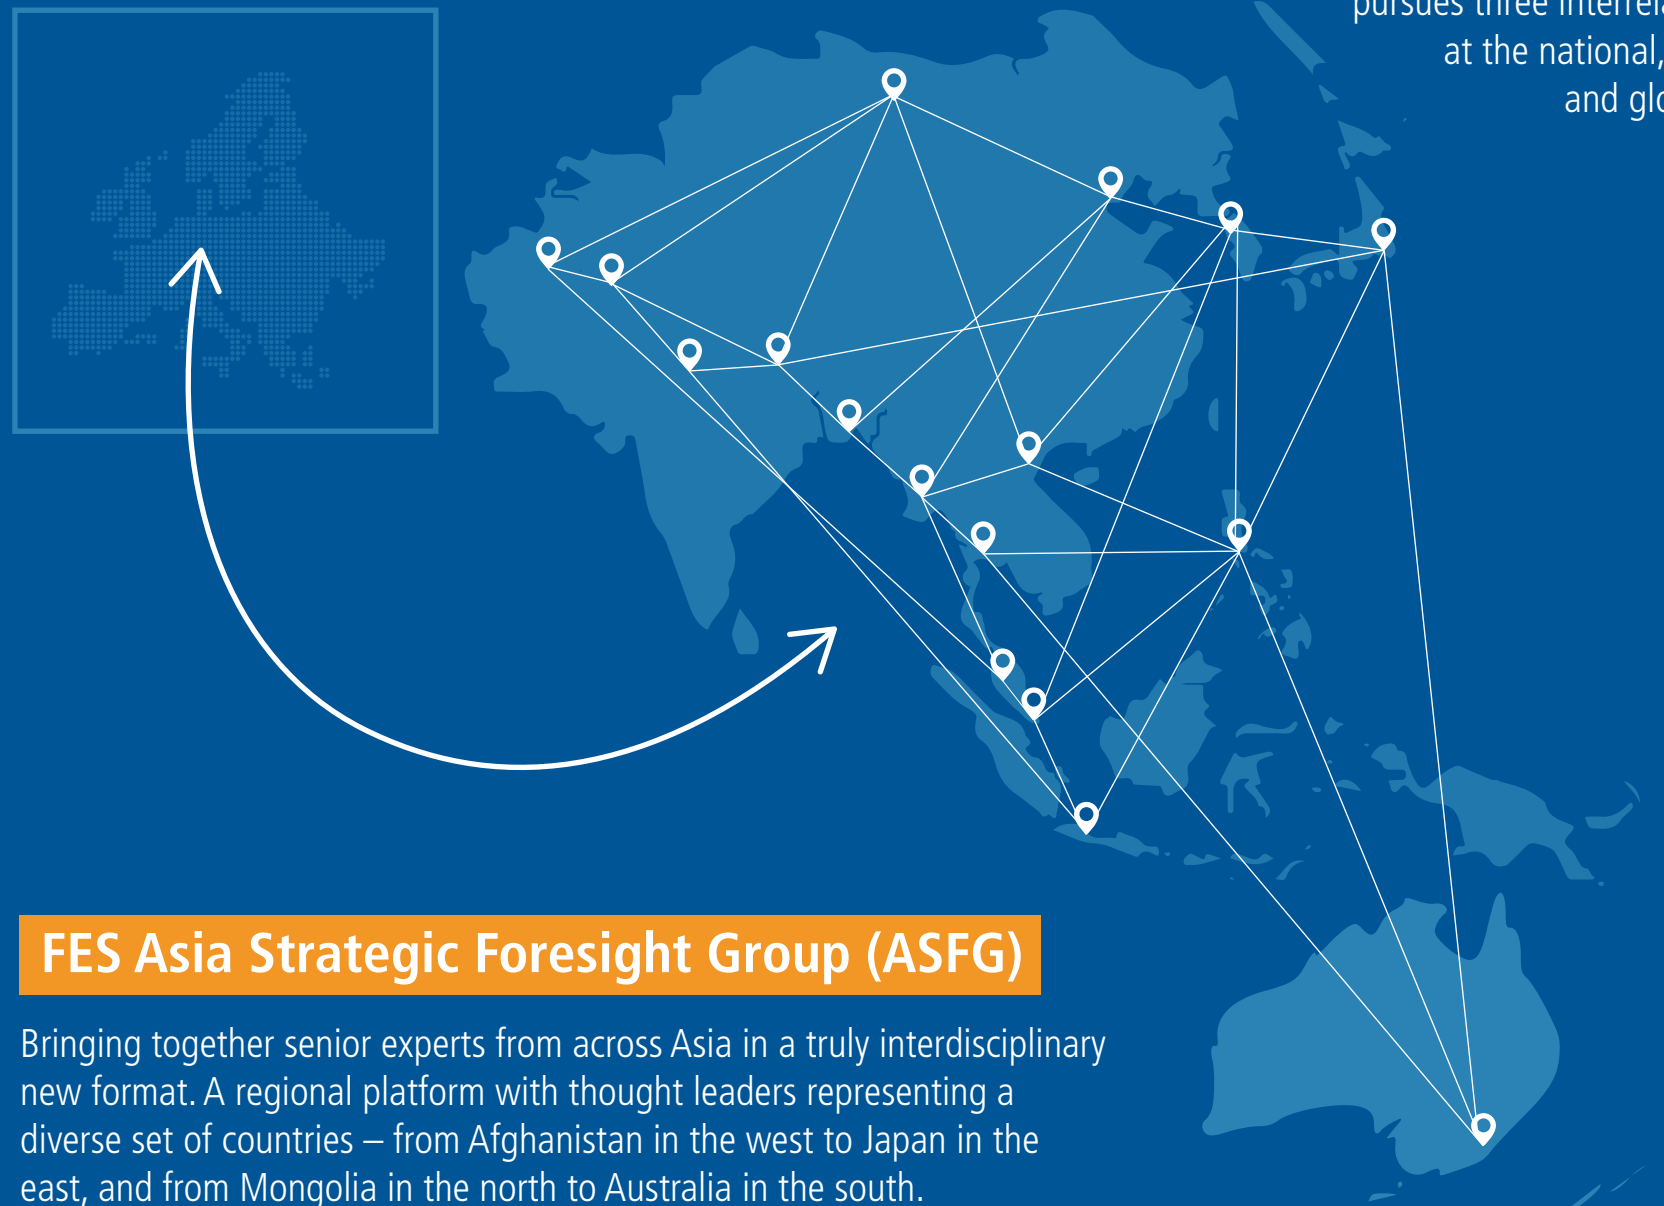 pursues three
at the national,
and
FES Asia Strategic Foresight Group (ASFG)
Bringing together senior experts from across Asia in a truly interdisciplinary
new format. A regional platform with thought leaders representing a
diverse set of countries – from Afghanistan in the west to Japan in the
east, and from Mongolia in the north to Australia in the south.